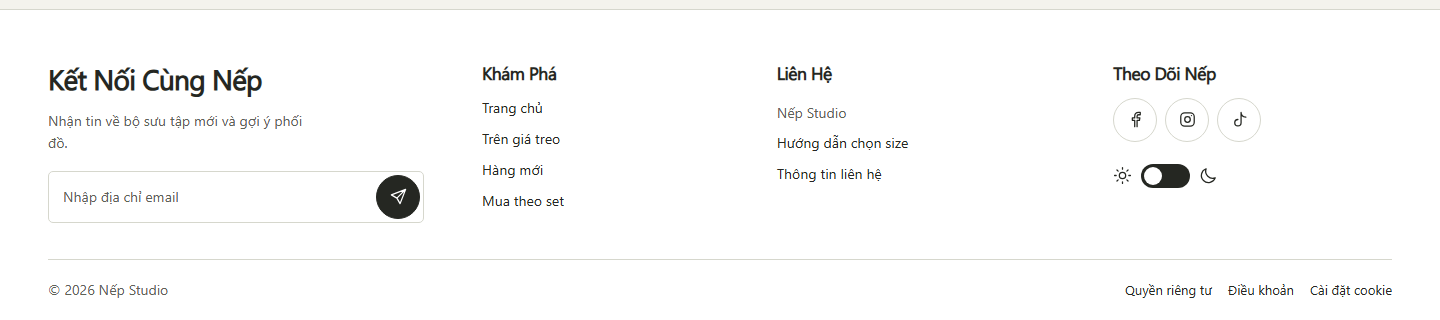 Kết Nối Cùng Nếp
Nhận tin về bộ sưu tập mới và gợi ý phối
đồ.
Nhập địa chỉ email
Khám Phá
Trang chủ
Trên giá treo
Hàng mới
Mua theo set
Liên Hệ
Nếp Studio
Hướng dẫn chọn size
Thông tin liên hệ
Theo Dõi Nếp
© 2026 Nếp Studio
Quyền riêng tư
Điều khoản
Cài đặt cookie